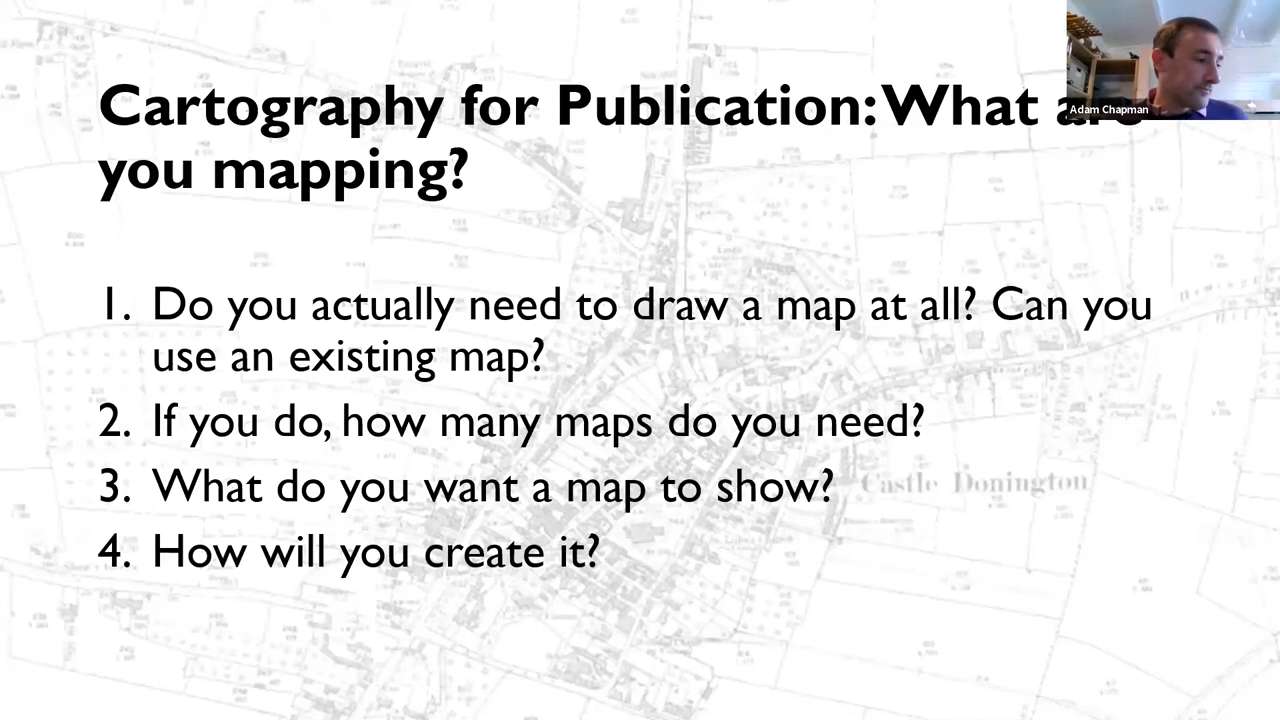 Cartography for Publication: What are
you mapping?
Adam Chapman
1. Do you actually need to draw a map at all? Can you
use an existing map?
2. If you do, how many maps do you need?
3. What do you want a map to show?
Castle Donington
4. How will you create it?